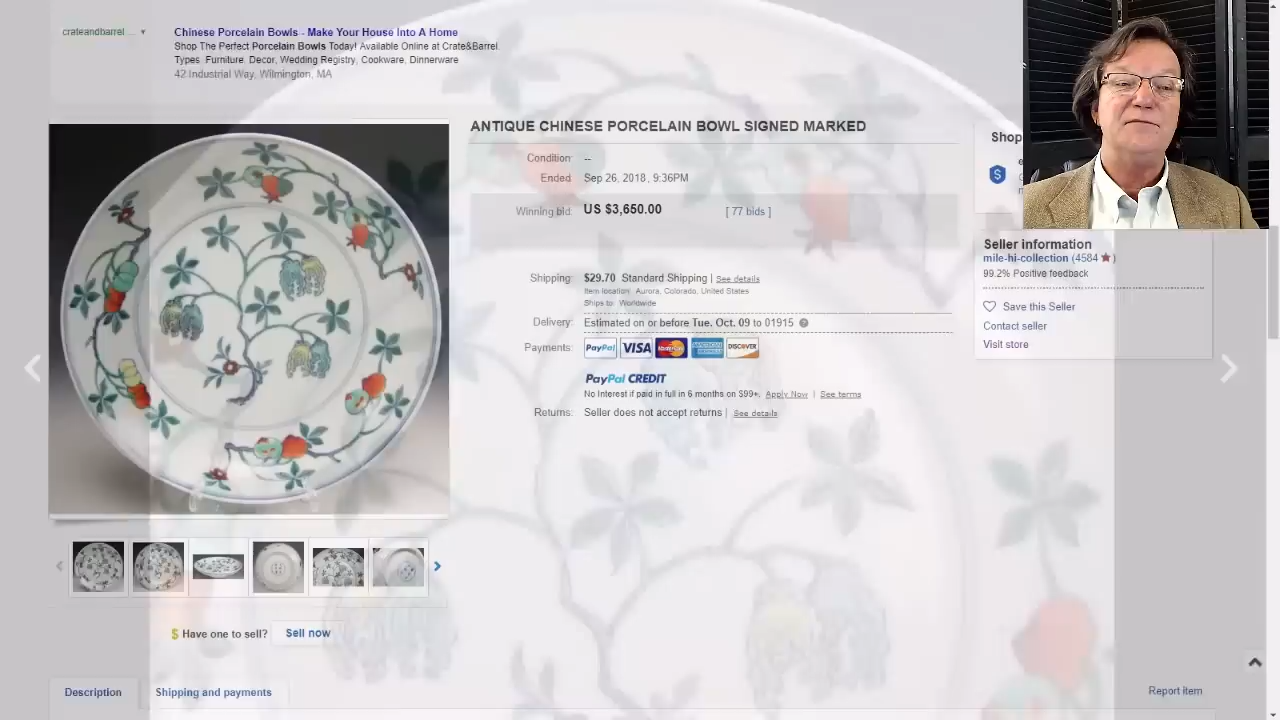 crateandbarrel ...
Chinese Porcelain Bowls - Make Your House Into A Home
Shop The Perfect Porcelain Bowls Today! Available Online at Crate&Barrel.
Types: Furniture, Decor, Wedding Registry, Cookware, Dinnerware
42 Industrial Way, Wilmington, MA
ANTIQUE CHINESE PORCELAIN BOWL SIGNED MARKED
Condition: --
Ended: Sep 26, 2018, 9:36PM
Winning bid: US $3,650.00 [ 77 bids ]
Shipping: $29.70 Standard Shipping | See details
Item location: Aurora, Colorado, United States
Ships to: Worldwide
Delivery: Estimated on or before Tue. Oct. 09 to 01915
Payments: PayPal VISA MasterCard DISCOVER
PayPal CREDIT
No Interest if paid in full in 6 months on $99+. Apply Now | See terms
Returns: Seller does not accept returns | See details
Shop
Seller information
mile-hi-collection (4584 ★ )
99.2% Positive feedback
Save this Seller
Contact seller
Visit store
$ Have one to sell? Sell now
Description Shipping and payments
Report item